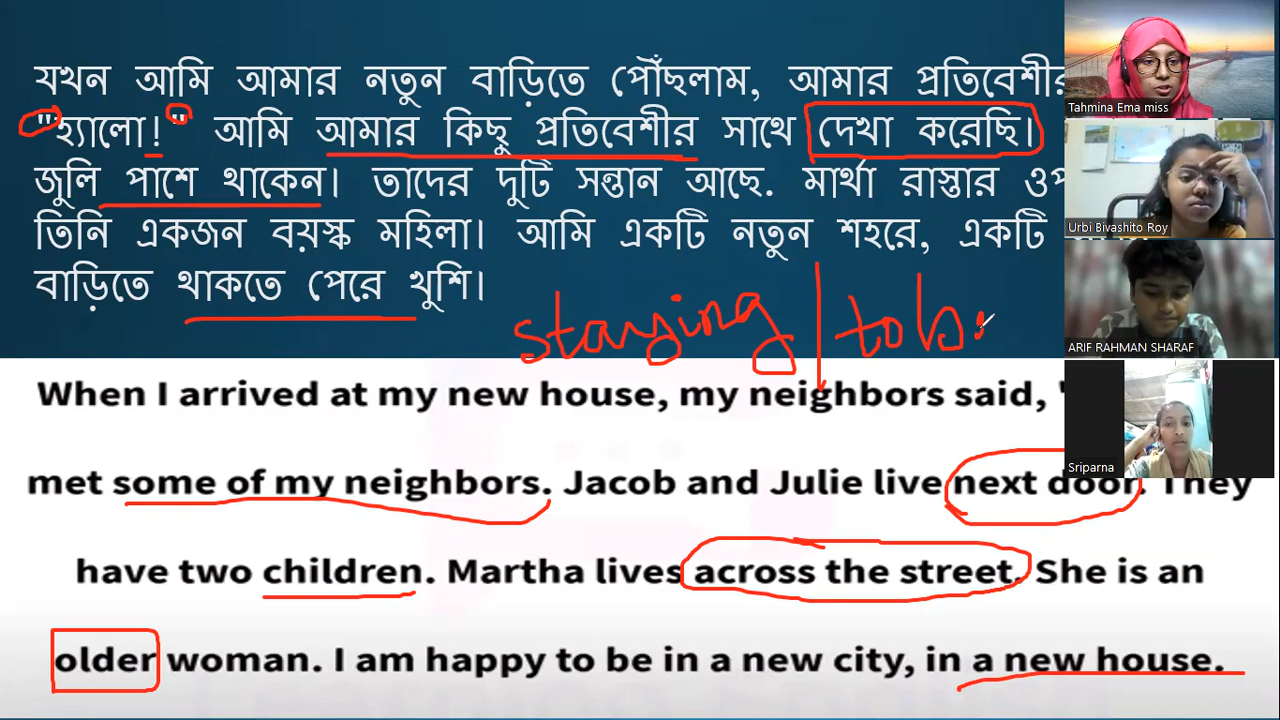 যখন আমি আমার নতুন বাড়িতে পৌঁছলাম, আমার
"হ্যালো!" আমি আমার কিছু প্রতিবেশীর সাথে দেখা করেছি।
জুলি পাশে থাকেন। তাদের দুটি সন্তান আছে. মার্থা রাস্তার
তিনি একজন বয়স্ক মহিলা। আমি একটি নতুন শহরে, একটি
বাড়িতে থাকতে পেরে খুশি।
staying | to be
When I arrived at my new house, my neighbors said, "
met some of my neighbors. Jacob and Julie live next door. They
have two children. Martha lives across the street. She is an
older woman. I am happy to be in a new city, in a new house.
Tahmina Ema miss
Urbi Bivashito Roy
ARIF RAHMAN SHARAF
Sriparna